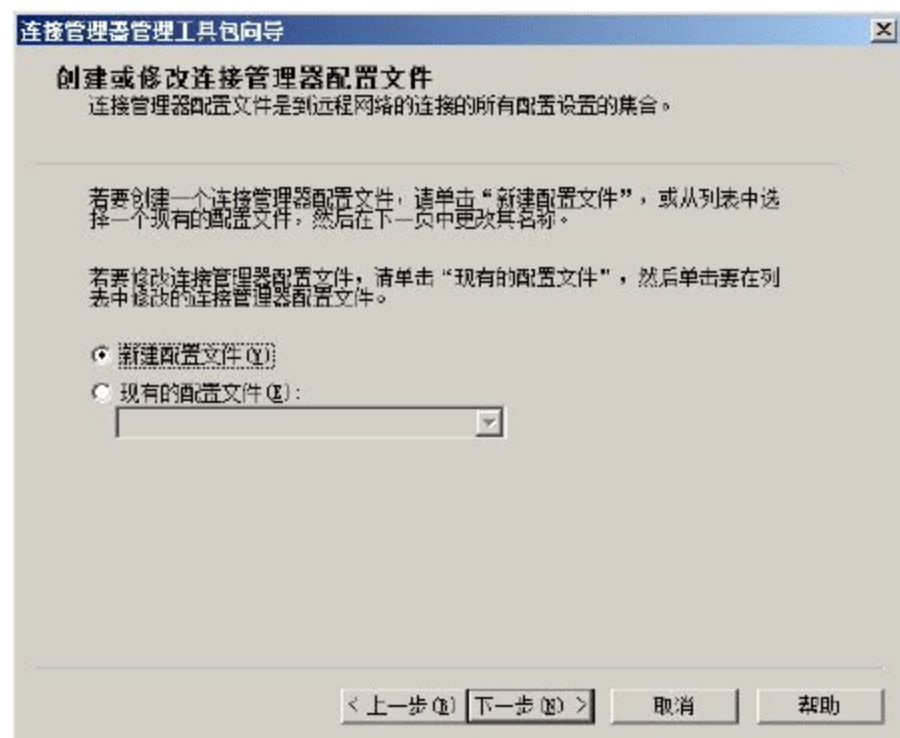 连接管理器管理工具包向导
创建或修改连接管理器配置文件
连接管理器配置文件是到远程网络的连接的所有配置设置的集合。
若要创建一个连接管理器配置文件，请单击“新建配置文件”，或从列表中选
择一个现有的配置文件，然后在下一页中更改其名称。
若要修改连接管理器配置文件，请单击“现有的配置文件”，然后单击要在列
表中修改的连接管理器配置文件。
新建配置文件(Y)
现有的配置文件(E):
< 上一步(B) 下一步(N) > 取消 帮助